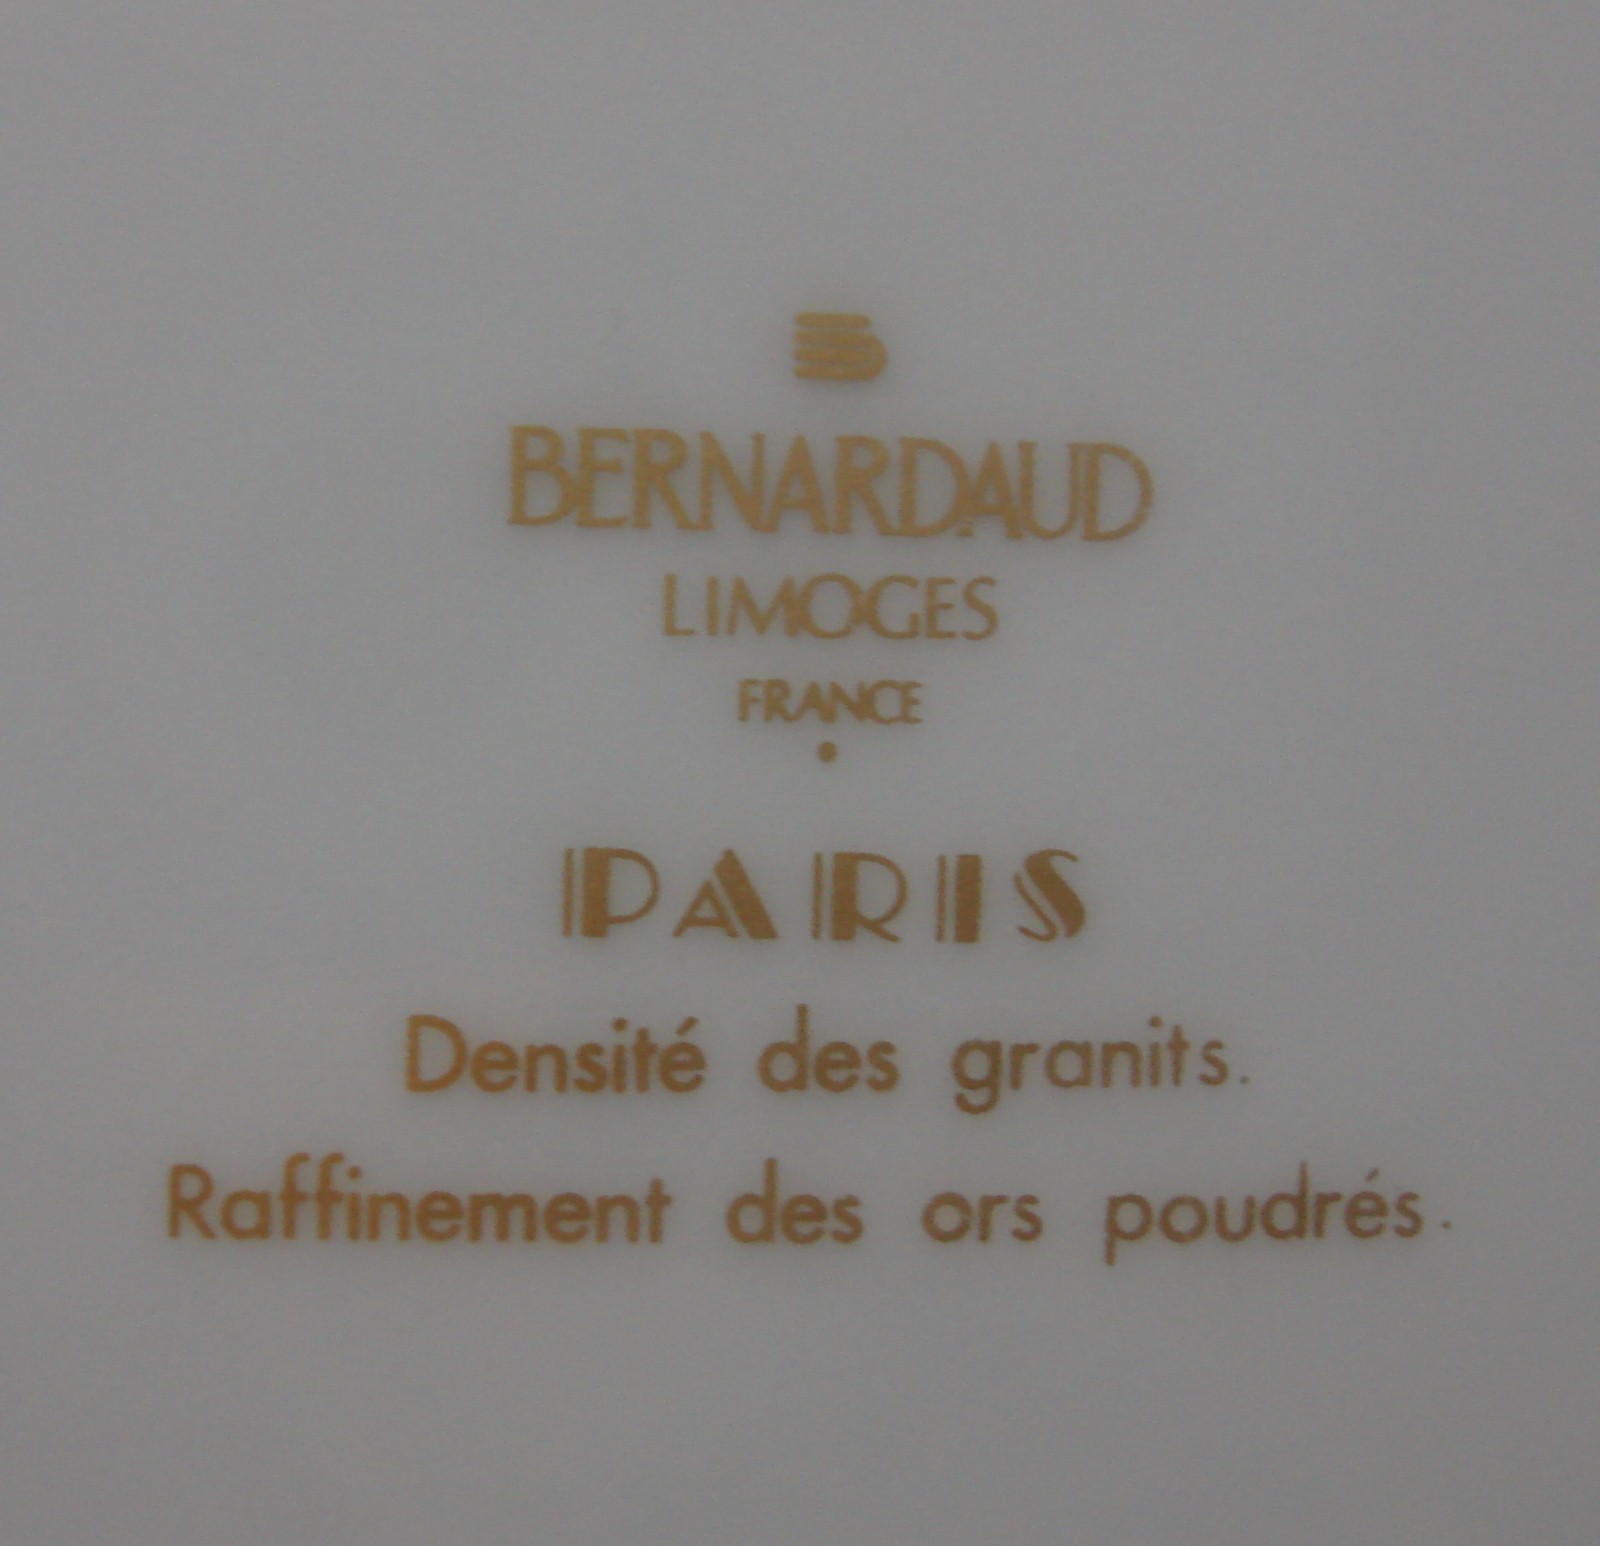 BERNARDAUD
LIMOGES
FRANCE
PARIS
Densité des granits.
Raffinement des ors poudrés.